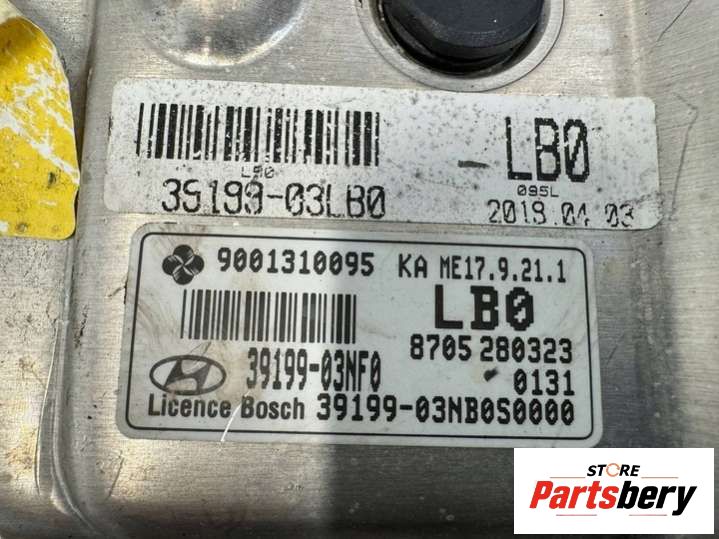 LB0
L90
39199-03LB0
095L
2018.04 03
9001310095 KA ME17.9.21.1
LB0
39199-03NF0
8705 280323
0131
Licence Bosch 39199-03NB0S0000
STORE
Partsbery